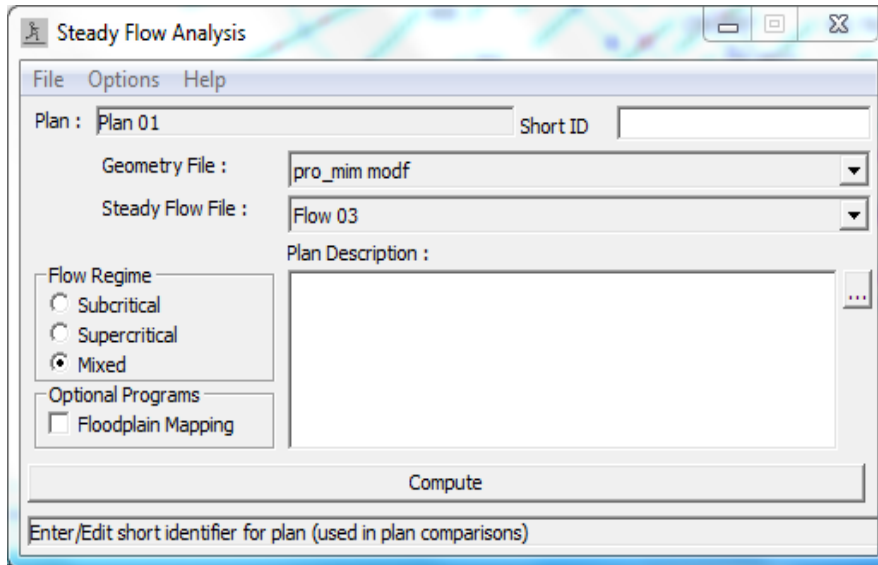 Steady Flow Analysis
File Options Help
Plan : Plan 01 Short ID
Geometry File : pro_mim modf
Steady Flow File : Flow 03
Plan Description :
Flow Regime
Subcritical
...
Supercritical
Mixed
Optional Programs
Floodplain Mapping
Compute
Enter/Edit short identifier for plan (used in plan comparisons)